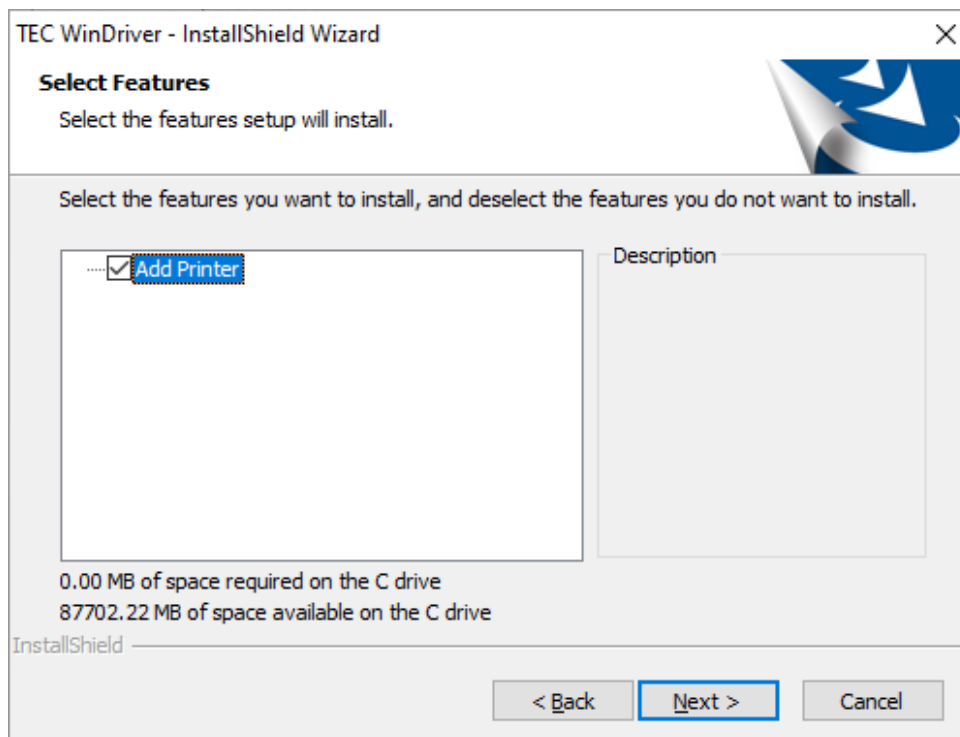 TEC WinDriver - InstallShield Wizard
Select Features
Select the features setup will install.
Select the features you want to install, and deselect the features you do not want to install.
Add Printer
Description
0.00 MB of space required on the C drive
87702.22 MB of space available on the C drive
InstallShield
< Back
Next >
Cancel